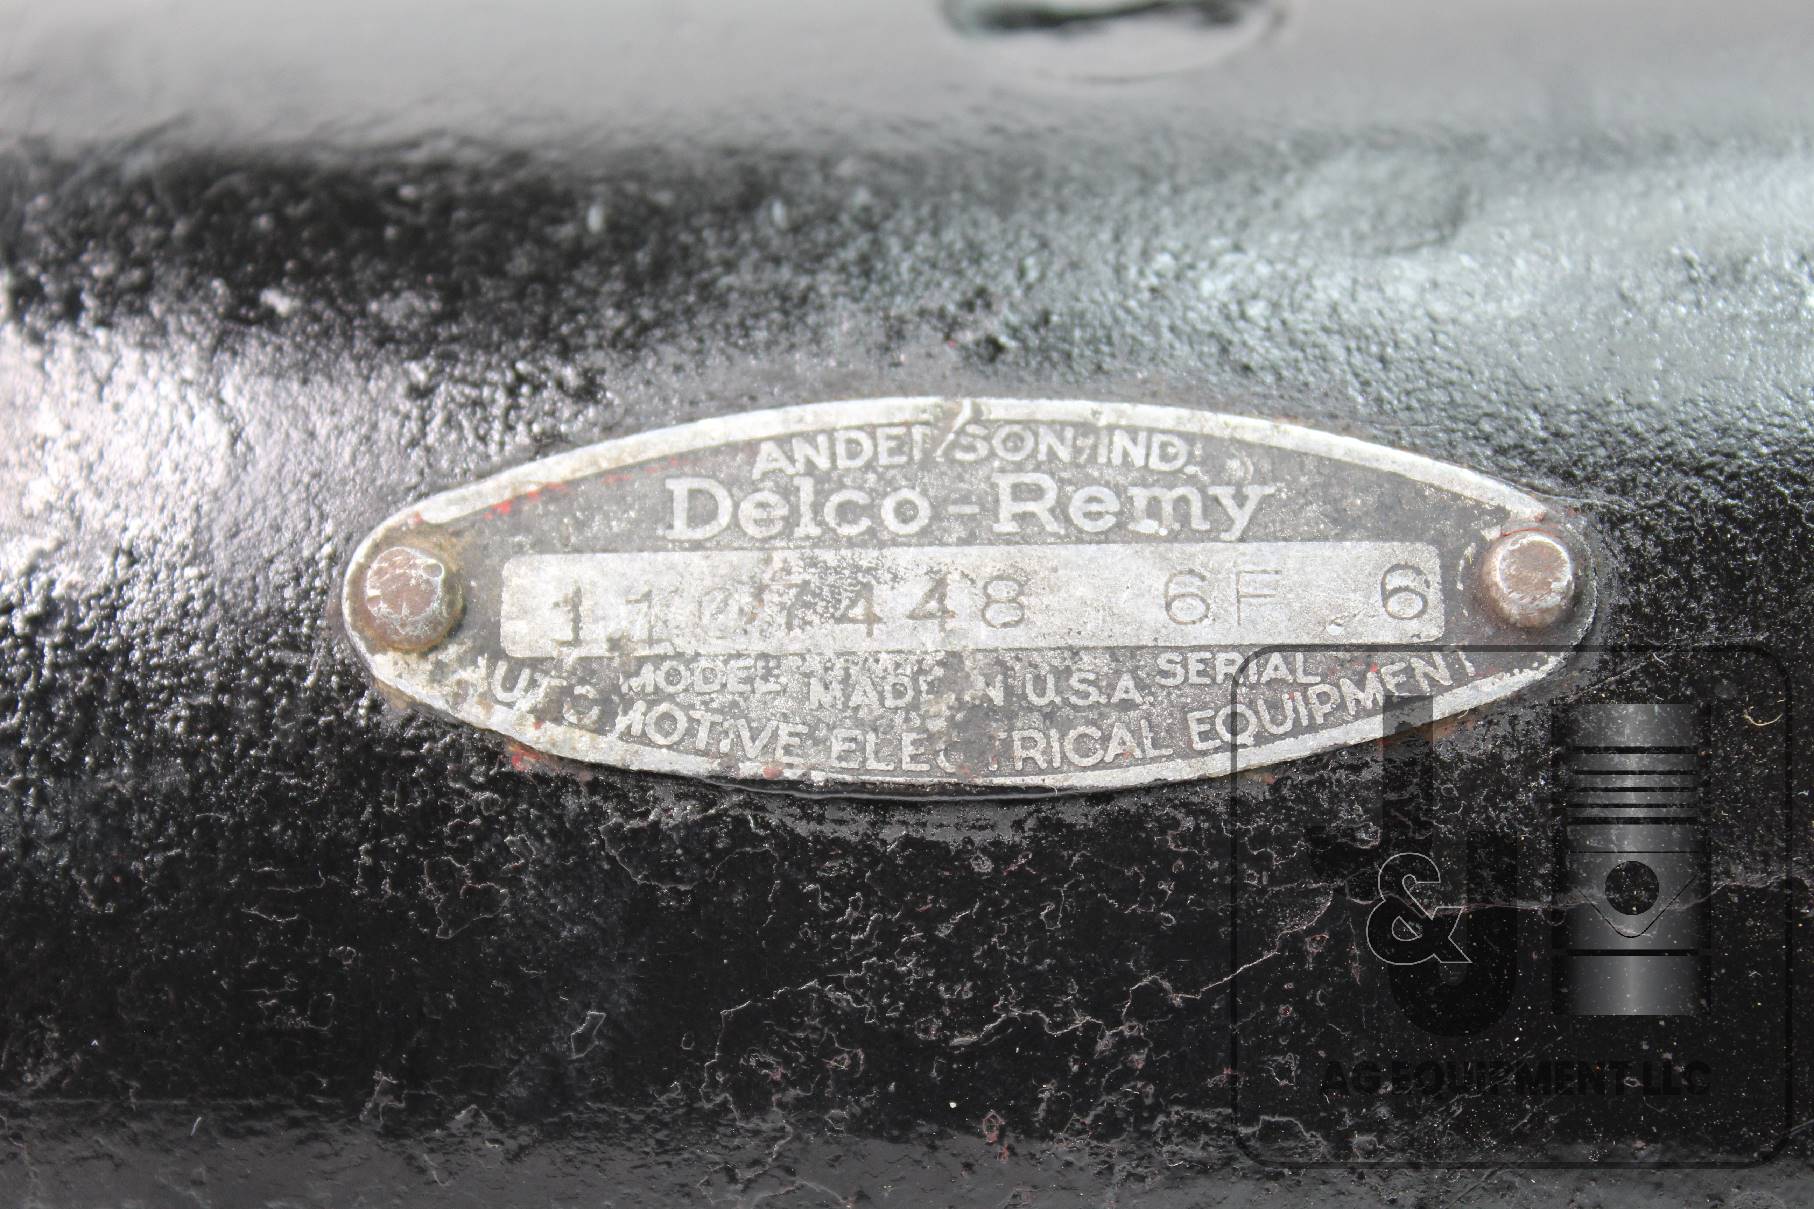 ANDERSON, IND.
Delco-Remy
1107448 6F 6
MODEL SERIAL
MADE IN U.S.A.
AUTOMOTIVE ELECTRICAL EQUIPMENT
J&J
AG EQUIPMENT LLC